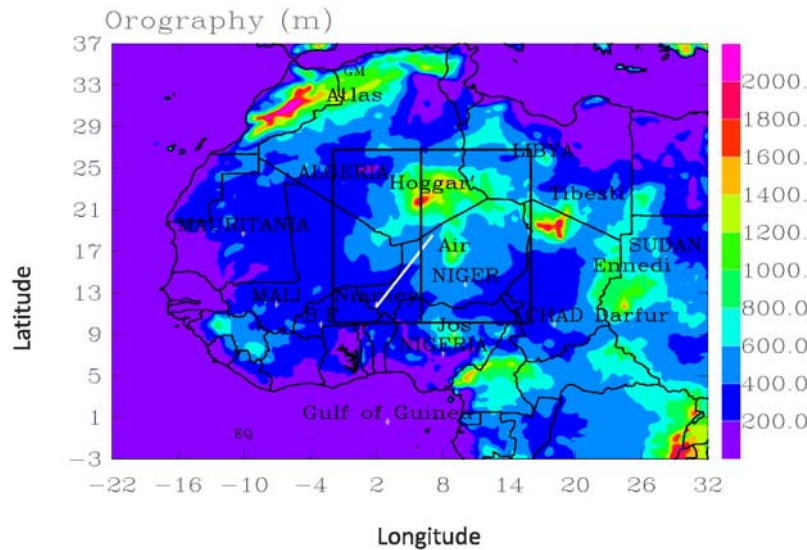 Orography (m)
37
33
29
25
21
17
13
9
5
1
-3
GM
Atlas
ALGERIA
LIBYA
Hoggar
Tibesti
MAURITANIA
Air
SUDAN
NIGER
Ennedi
MALI
Niamey
B.F
TCHAD Darfur
Jos
NIGERIA
Gulf of Guinea
EQ
-22 -16 -10 -4 2 8 14 20 26 32
2000.
1600.
1400.
1200.
1000.
800.0
600.0
400.0
200.0
Latitude
Longitude